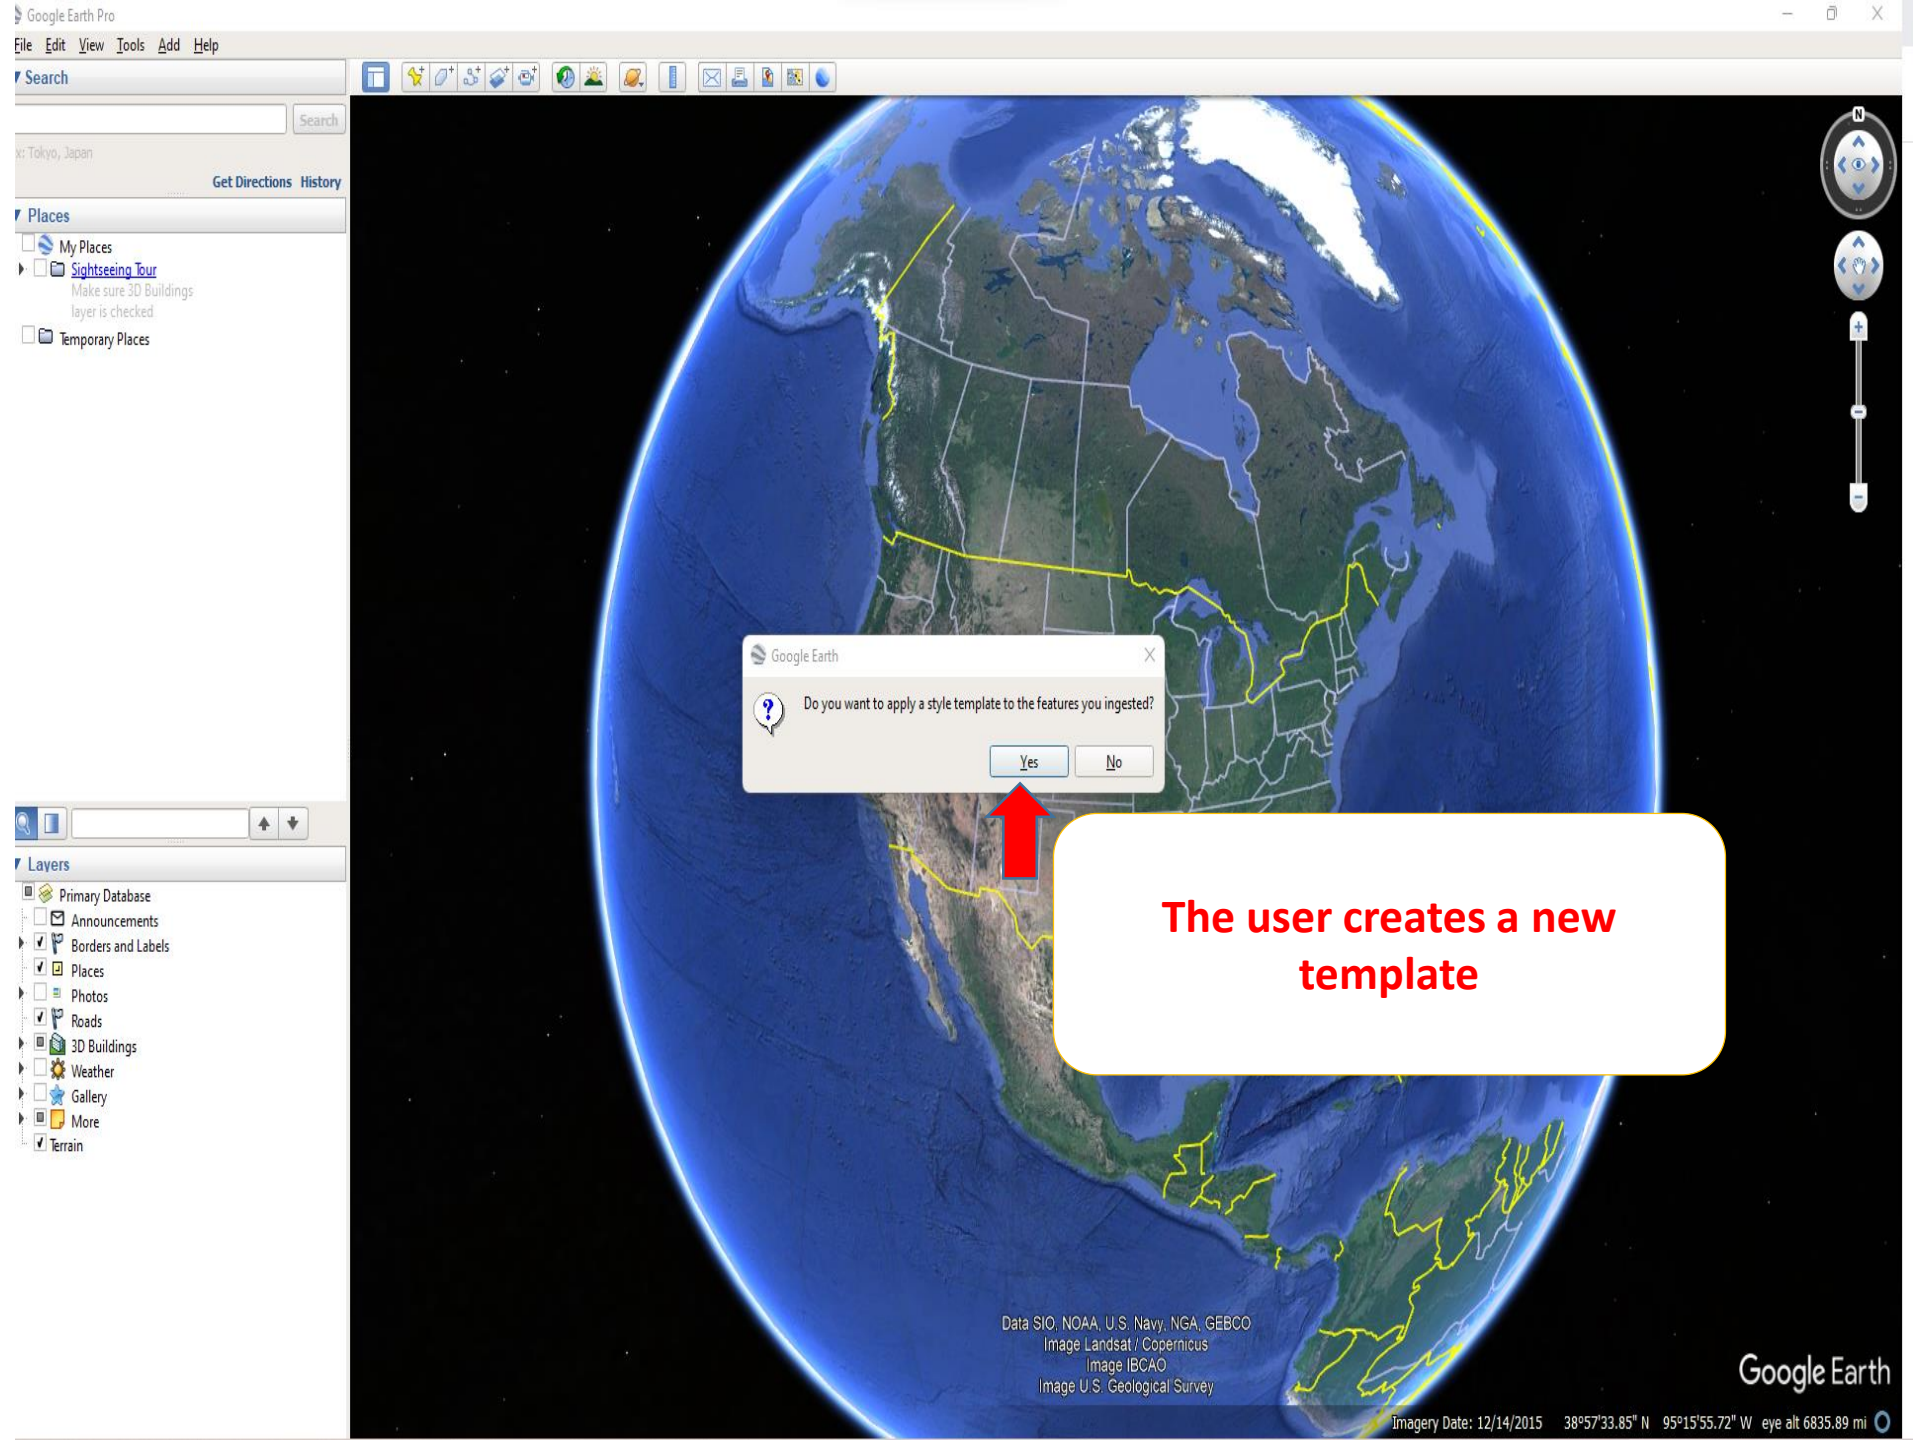 Google Earth Pro
File Edit View Tools Add Help
Search
Search
x: Tokyo, Japan
Get Directions History
Places
My Places
Sightseeing Tour
Make sure 3D Buildings
layer is checked
Temporary Places
N
Google Earth
Do you want to apply a style template to the features you ingested?
Yes No
The user creates a new
template
Layers
Primary Database
Announcements
Borders and Labels
Places
Photos
Roads
3D Buildings
Weather
Gallery
More
Terrain
Data SIO, NOAA, U.S. Navy, NGA, GEBCO
Image Landsat / Copernicus
Image IBCAO
Image U.S. Geological Survey
Google Earth
Imagery Date: 12/14/2015 38°57'33.85" N 95°15'55.72" W eye alt 6835.89 mi